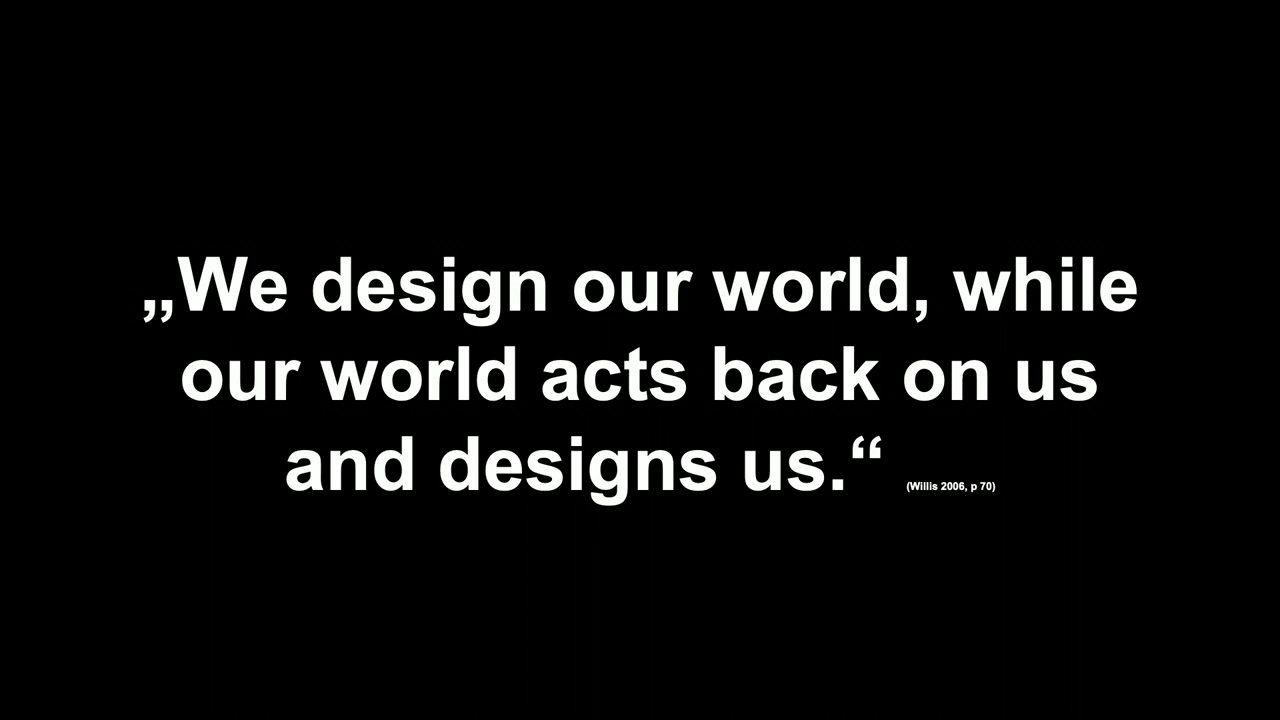 „We design our world, while
our world acts back on us
and designs us.“ (Willis 2006, p 70)